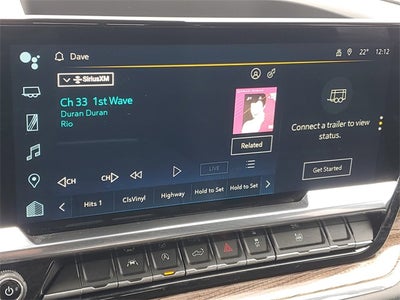 Dave
22°
12:12
SiriusXM
Ch 33 1st Wave
Duran Duran
Rio
Related
Connect a trailer to view
status.
Get Started
CH
CH
LIVE
Hits 1
ClsVinyl
Highway
Hold to Set
Hold to Set